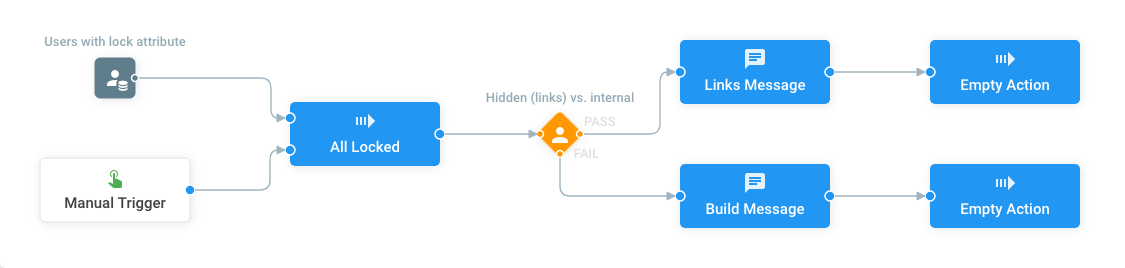 Users with lock attribute
Manual Trigger
All Locked
Hidden (links) vs. internal
PASS
FAIL
Links Message
Empty Action
Build Message
Empty Action